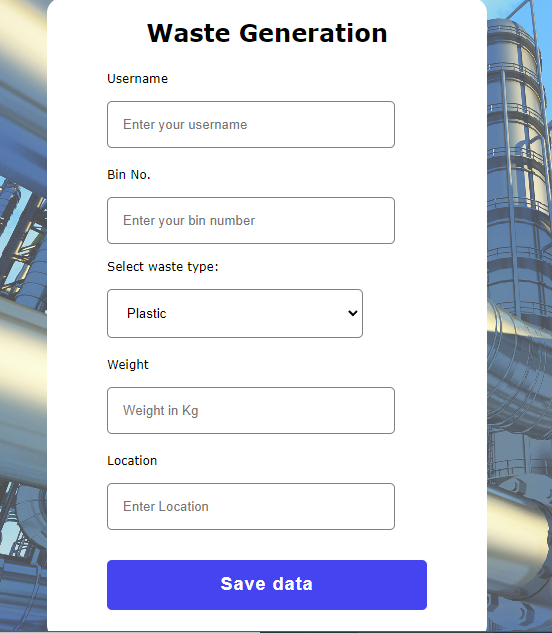 Waste Generation
Username
Enter your username
Bin No.
Enter your bin number
Select waste type:
Plastic
Weight
Weight in Kg
Location
Enter Location
Save data